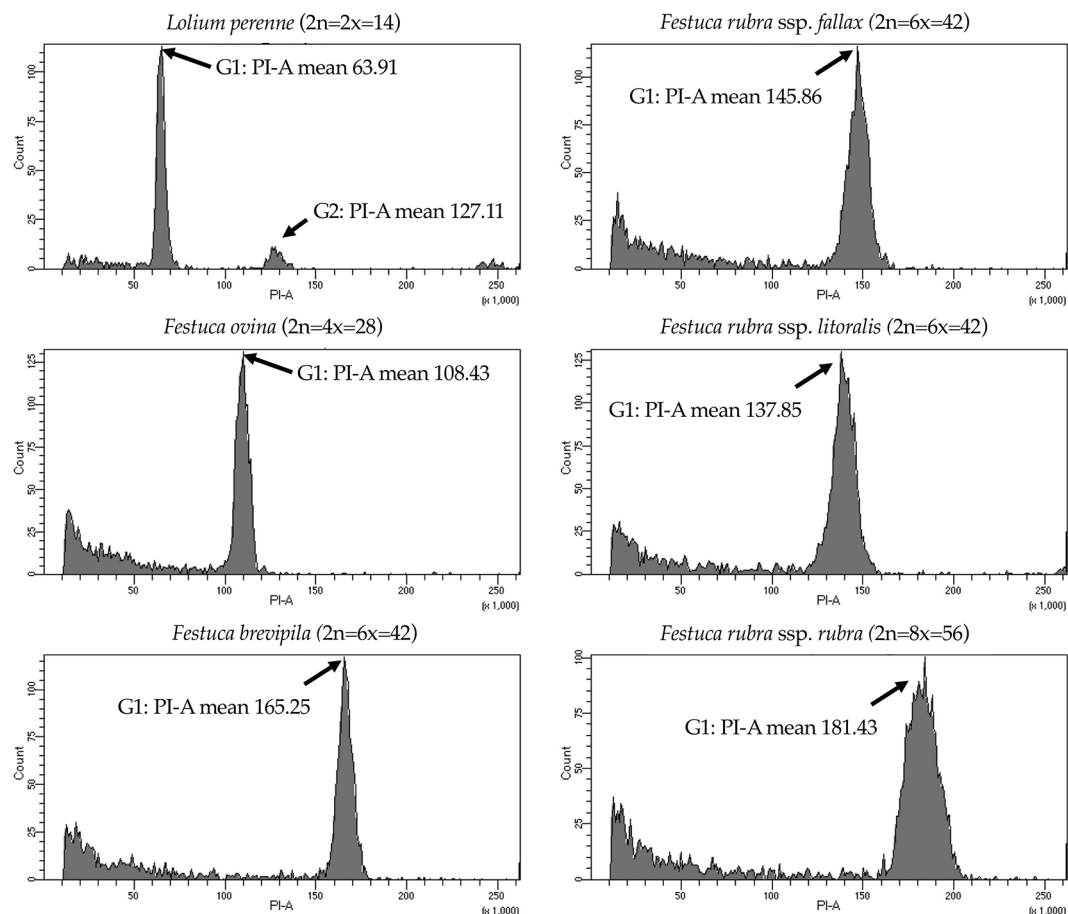 Lolium perenne (2n=2x=14)
G1: PI-A mean 63.91
G2: PI-A mean 127.11
Count
0 25 50 75 100
50 100 150 200 250
PI-A
(x 1,000)
Festuca rubra ssp. fallax (2n=6x=42)
G1: PI-A mean 145.86
Count
0 25 50 75 100
50 100 150 200 250
PI-A
(x 1,000)
Festuca ovina (2n=4x=28)
G1: PI-A mean 108.43
Count
0 25 50 75 100 125
50 100 150 200 250
PI-A
(x 1,000)
Festuca rubra ssp. litoralis (2n=6x=42)
G1: PI-A mean 137.85
Count
0 25 50 75 100 125
50 100 150 200 250
PI-A
(x 1,000)
Festuca brevipila (2n=6x=42)
G1: PI-A mean 165.25
Count
0 25 50 75 100
50 100 150 200 250
PI-A
(x 1,000)
Festuca rubra ssp. rubra (2n=8x=56)
G1: PI-A mean 181.43
Count
0 25 50 75 100
50 100 150 200 250
PI-A
(x 1,000)